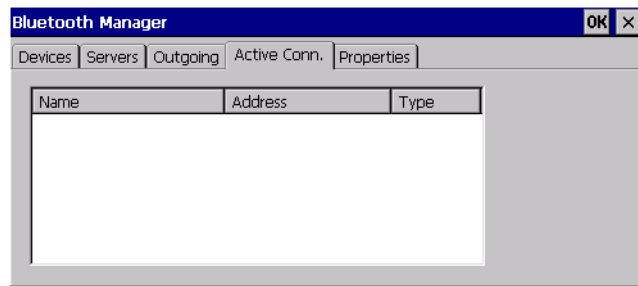 Bluetooth Manager OK ×
Devices Servers Outgoing Active Conn. Properties
Name Address Type